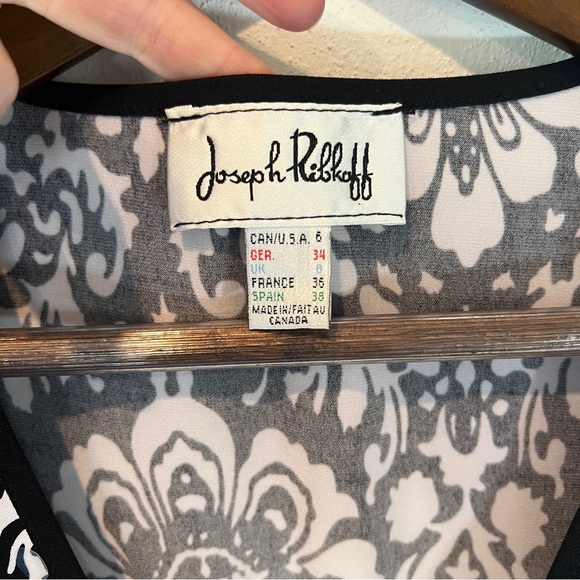 Joseph Ribkoff
CAN/U.S.A. 6
GER. 34
UK 8
FRANCE 36
SPAIN 38
MADE IN/FAIT AU
CANADA